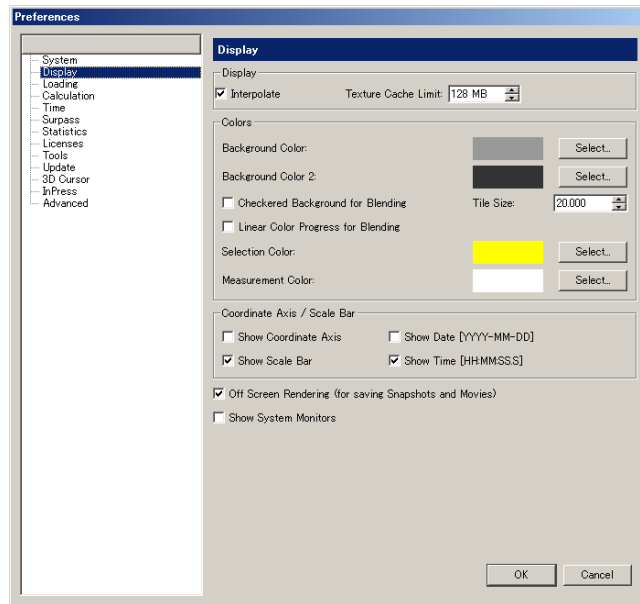 Preferences
System
Display
Loading
Calculation
Time
Surpass
Statistics
Licenses
Tools
Update
3D Cursor
InPress
Advanced
Display
Display
Interpolate Texture Cache Limit: 128 MB
Colors
Background Color: Select...
Background Color 2: Select...
Checkered Background for Blending Tile Size: 20.000
Linear Color Progress for Blending
Selection Color: Select...
Measurement Color: Select...
Coordinate Axis / Scale Bar
Show Coordinate Axis Show Date [YYYY-MM-DD]
Show Scale Bar Show Time [HH:MM:SS.S]
Off Screen Rendering (for saving Snapshots and Movies)
Show System Monitors
OK Cancel